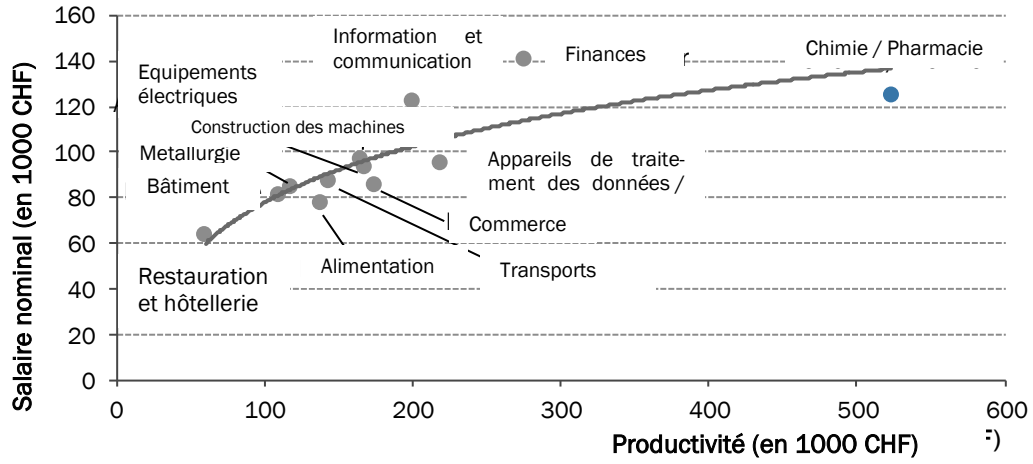 Salaire nominal (en 1000 CHF)
160
140
120
100
80
60
40
20
0
Information et
communication
Finances
Chimie / Pharmacie
Equipements
électriques
Construction des machines
Metallurgie
Bâtiment
Appareils de traite-
ment des données /
Commerce
Alimentation
Transports
Restauration
et hôtellerie
0 100 200 300 400 500 600
Productivité (en 1000 CHF)
F)